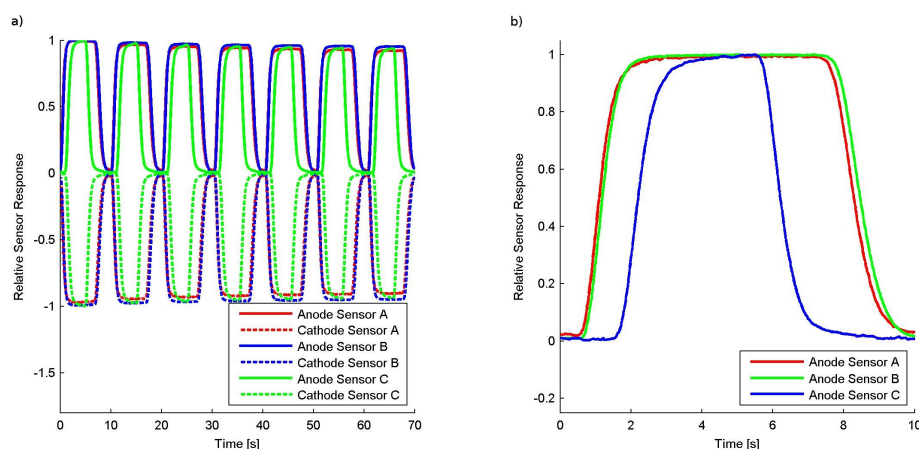 a)
Relative Sensor Response
1
0.5
0
-0.5
-1
-1.5
0 10 20 30 40 50 60 70
Time [s]
Anode Sensor A
Cathode Sensor A
Anode Sensor B
Cathode Sensor B
Anode Sensor C
Cathode Sensor C
b)
Relative Sensor Response
1
0.8
0.6
0.4
0.2
0
-0.2
0 2 4 6 8 10
Time [s]
Anode Sensor A
Anode Sensor B
Anode Sensor C